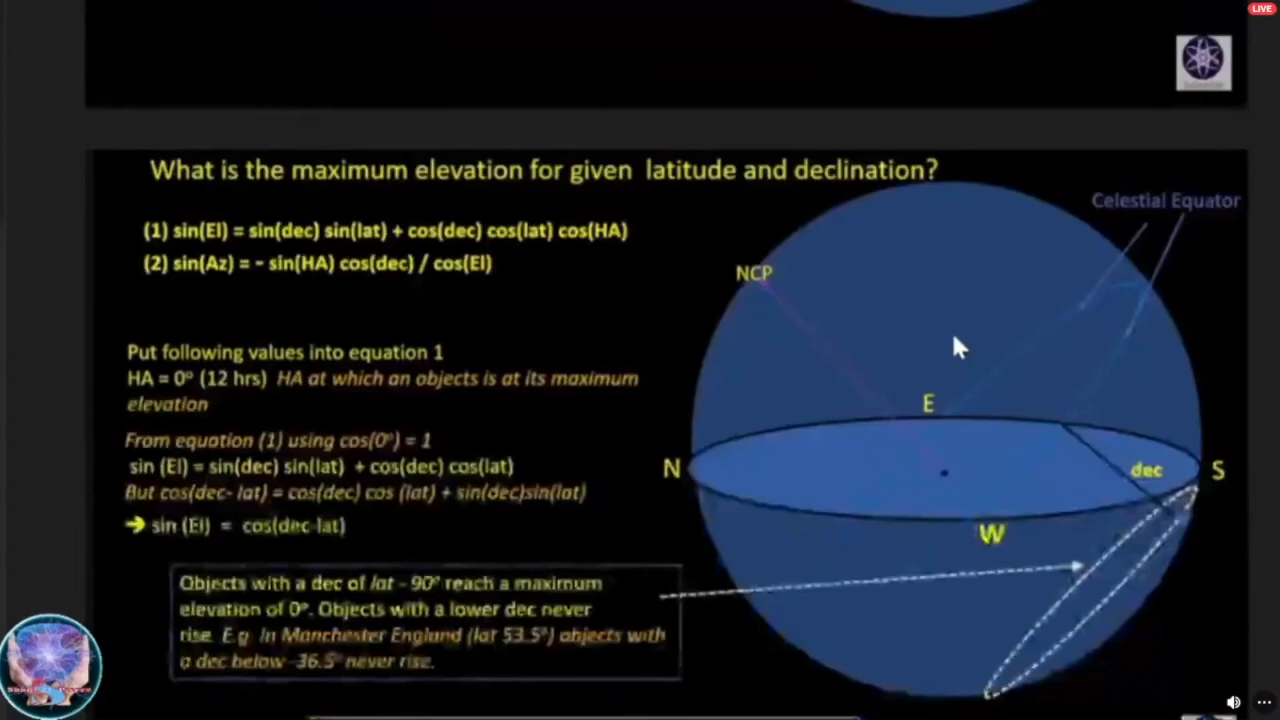 LIVE
What is the maximum elevation for given latitude and declination?
Celestial Equator
(1) sin(El) = sin(dec) sin(lat) + cos(dec) cos(lat) cos(HA)
(2) sin(Az) = - sin(HA) cos(dec) / cos(El)
NCP
Put following values into equation 1
HA = 0º (12 hrs) HA at which an objects is at its maximum
elevation
E
From equation (1) using cos(0º) = 1
sin (El) = sin(dec) sin(lat) + cos(dec) cos(lat)
N
dec
S
But cos(dec- lat) = cos(dec) cos (lat) + sin(dec)sin(lat)
➔ sin (El) = cos(dec-lat)
W
Objects with a dec of lat - 90º reach a maximum
elevation of 0º. Objects with a lower dec never
rise. E.g In Manchester England (lat 53.5º) objects with
a dec below -36.5º never rise.